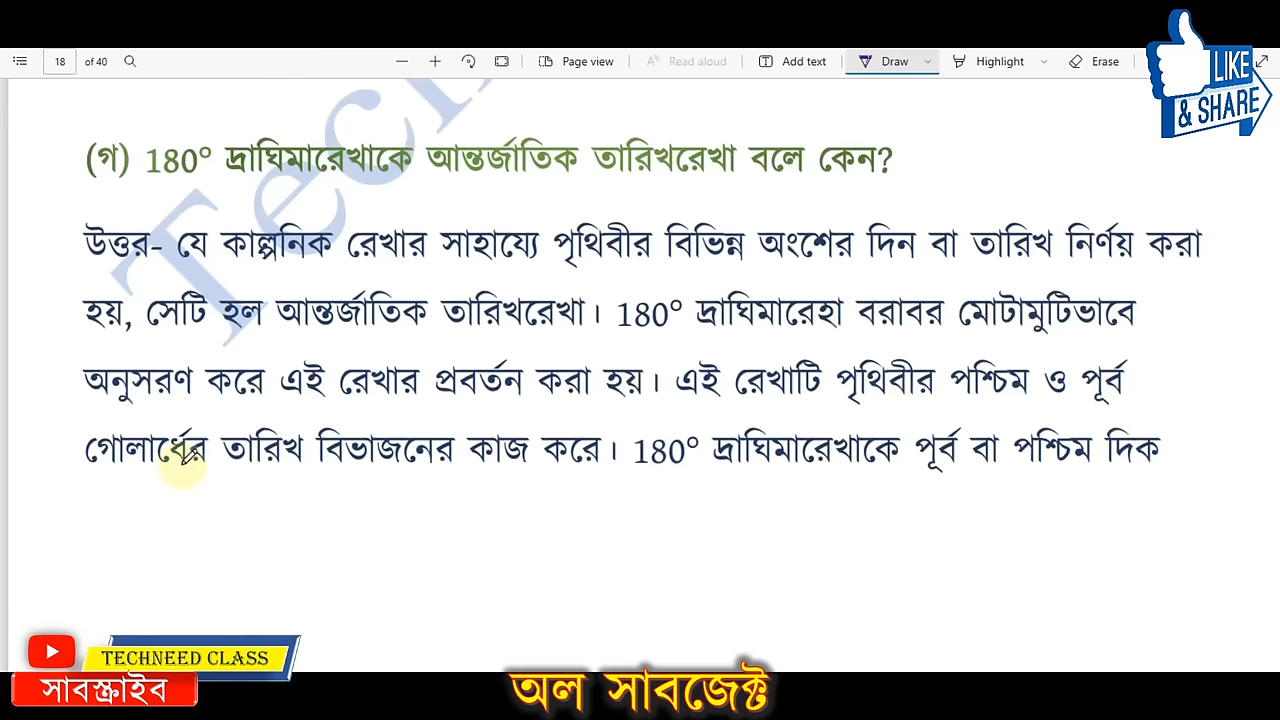 18 of 40 Page view Read aloud Add text Draw Highlight Erase
LIKE
& SHARE
(গ) 180° দ্রাঘিমারেখাকে আন্তর্জাতিক তারিখরেখা বলে কেন?
উত্তর- যে কাল্পনিক রেখার সাহায্যে পৃথিবীর বিভিন্ন অংশের দিন বা তারিখ নির্ণয় করা
হয়, সেটি হল আন্তর্জাতিক তারিখরেখা। 180° দ্রাঘিমারেহা বরাবর মোটামুটিভাবে
অনুসরণ করে এই রেখার প্রবর্তন করা হয়। এই রেখাটি পৃথিবীর পশ্চিম ও পূর্ব
গোলার্ধের তারিখ বিভাজনের কাজ করে। 180° দ্রাঘিমারেখাকে পূর্ব বা পশ্চিম দিক
TECHNEED CLASS
সাবস্ক্রাইব
অল সাবজেক্ট